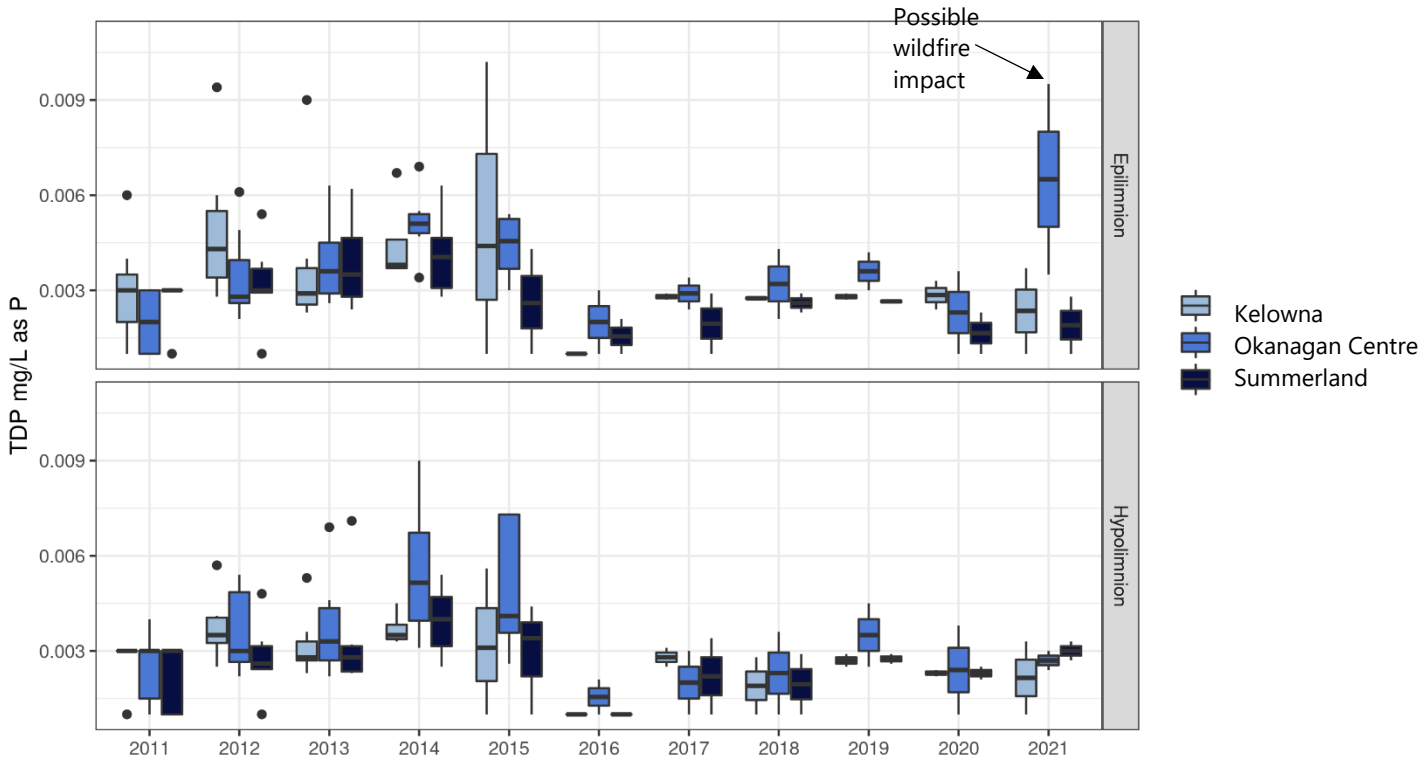 Possible
wildfire
impact
TDP mg/L as P
0.009
0.006
0.003
Epilimnion
0.009
0.006
0.003
Hypolimnion
2011 2012 2013 2014 2015 2016 2017 2018 2019 2020 2021
Kelowna
Okanagan Centre
Summerland